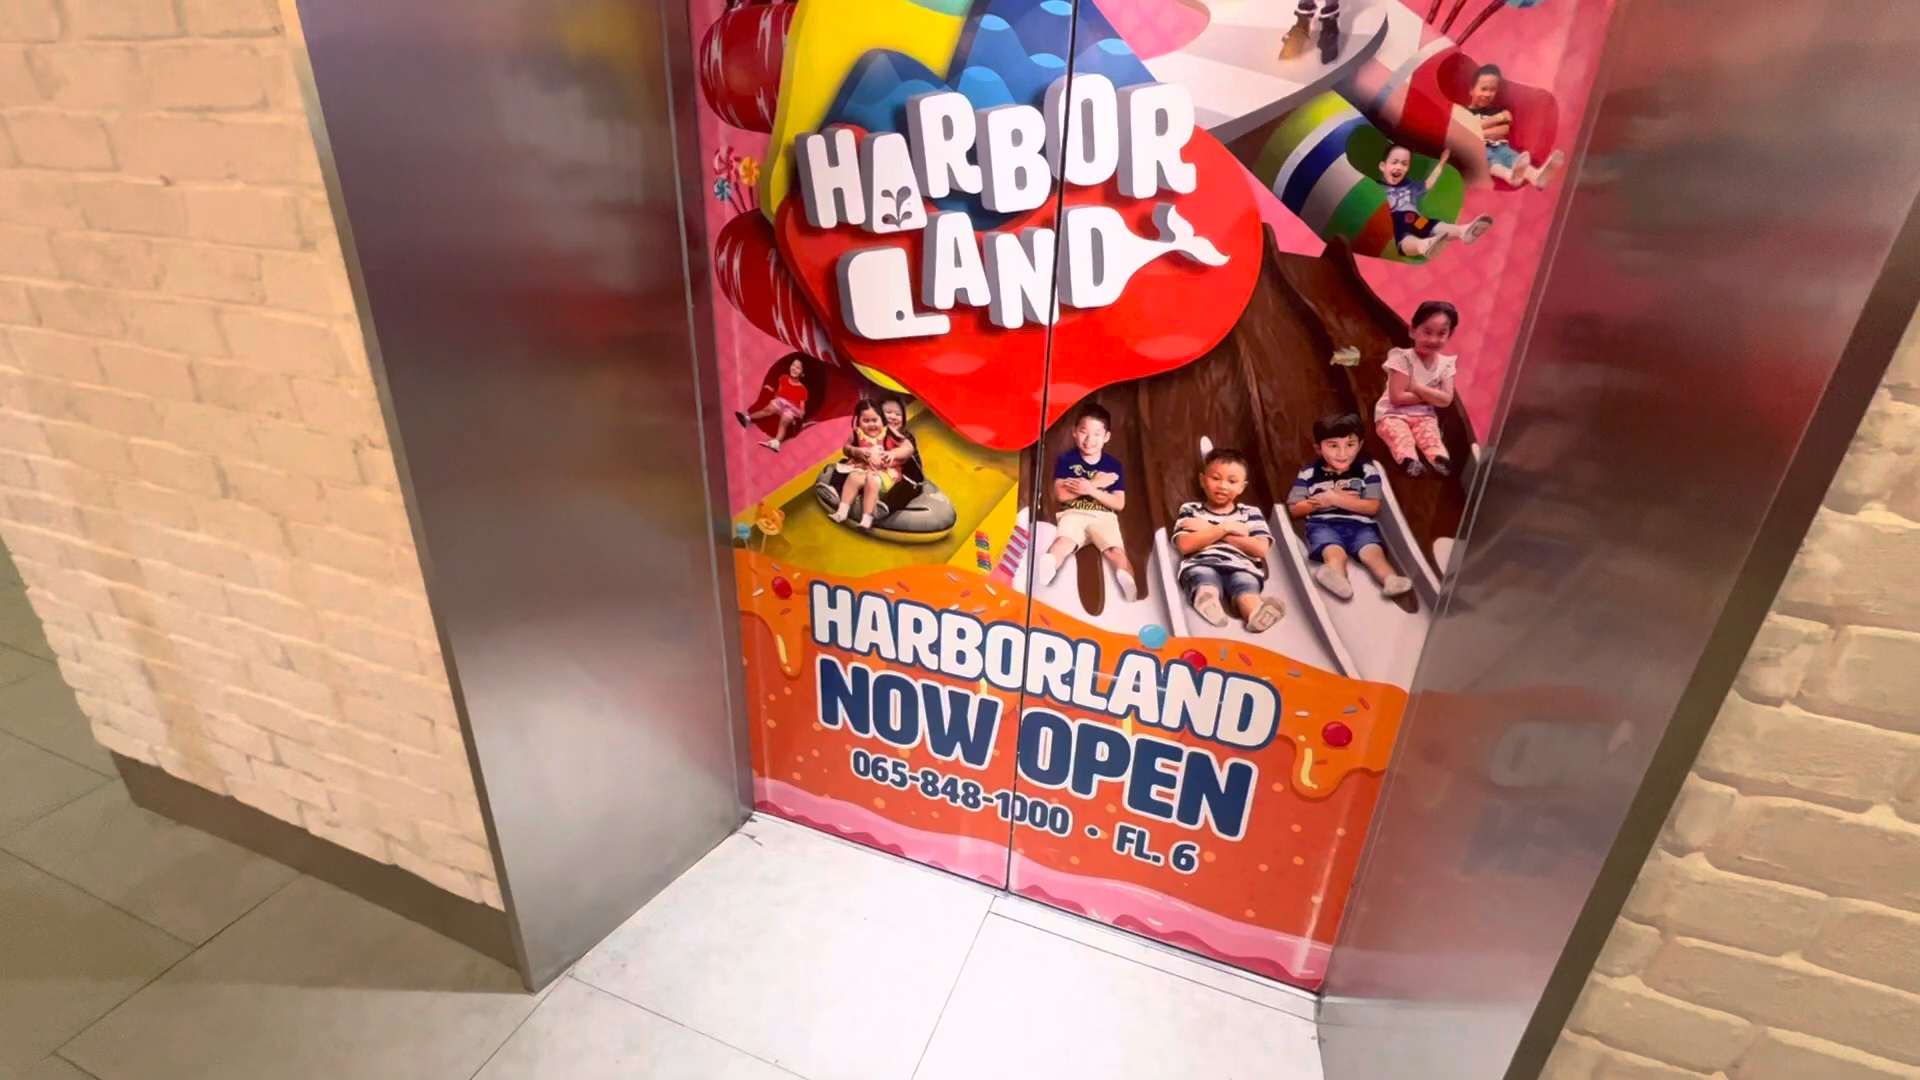 HARBOR
LAND
HARBORLAND
NOW OPEN
065-848-1000 • FL. 6